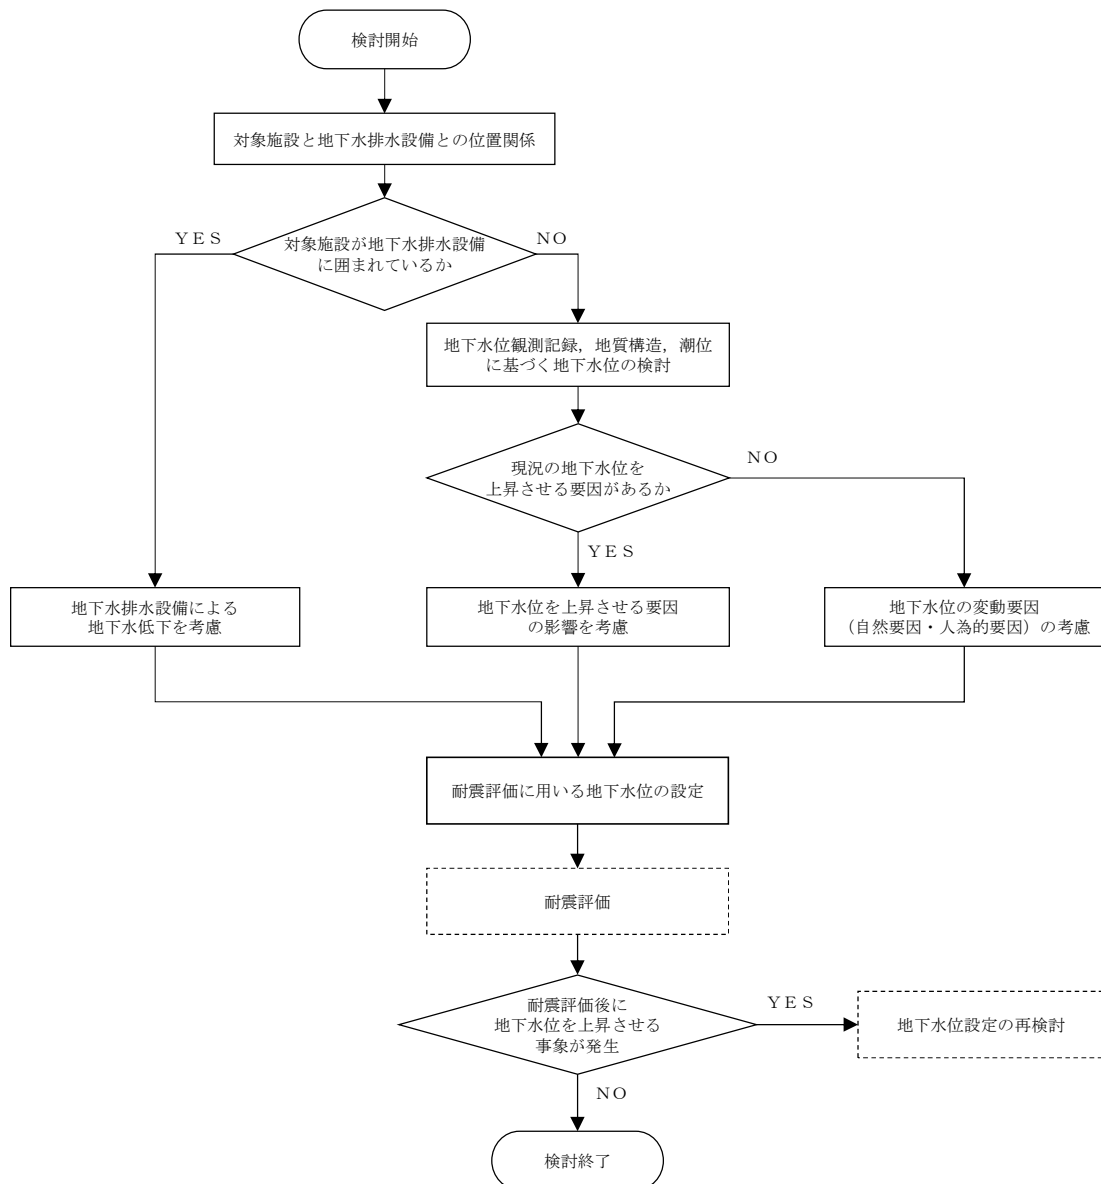 検討開始
対象施設と地下水排水設備との位置関係
対象施設が地下水排水設備
に囲まれているか
YES
NO
地下水位観測記録，地質構造，潮位
に基づく地下水位の検討
現況の地下水位を
上昇させる要因があるか
NO
YES
地下水排水設備による
地下水低下を考慮
地下水位を上昇させる要因
の影響を考慮
地下水位の変動要因
（自然要因・人為的要因）の考慮
耐震評価に用いる地下水位の設定
耐震評価
耐震評価後に
地下水位を上昇させる
事象が発生
YES
地下水位設定の再検討
NO
検討終了